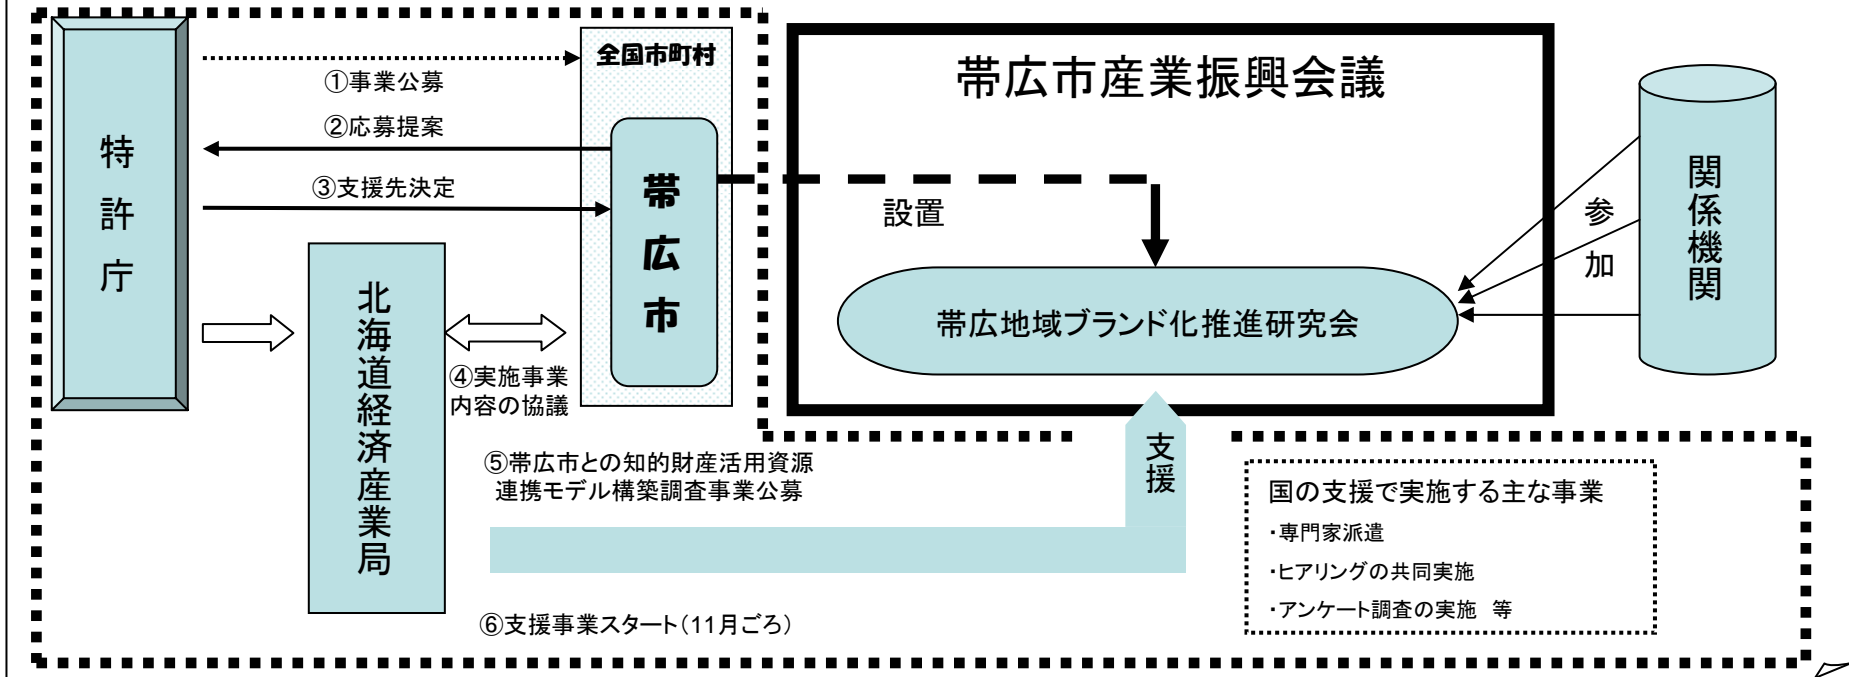 特許庁
①事業公募
②応募提案
③支援先決定
全国市町村
帯広市
北海道経済産業局
④実施事業
内容の協議
帯広市産業振興会議
設置
帯広地域ブランド化推進研究会
参加
関係機関
支援
⑤帯広市との知的財産活用資源
連携モデル構築調査事業公募
⑥支援事業スタート(11月ごろ)
国の支援で実施する主な事業
・専門家派遣
・ヒアリングの共同実施
・アンケート調査の実施 等